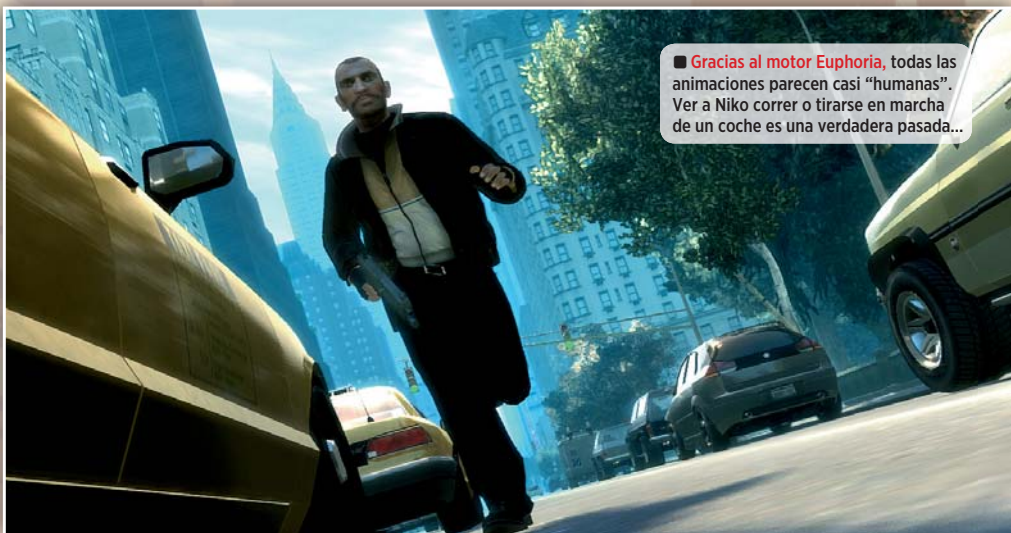 ■ Gracias al motor Euphoria, todas las
animaciones parecen casi “humanas”.
Ver a Niko correr o tirarse en marcha
de un coche es una verdadera pasada...